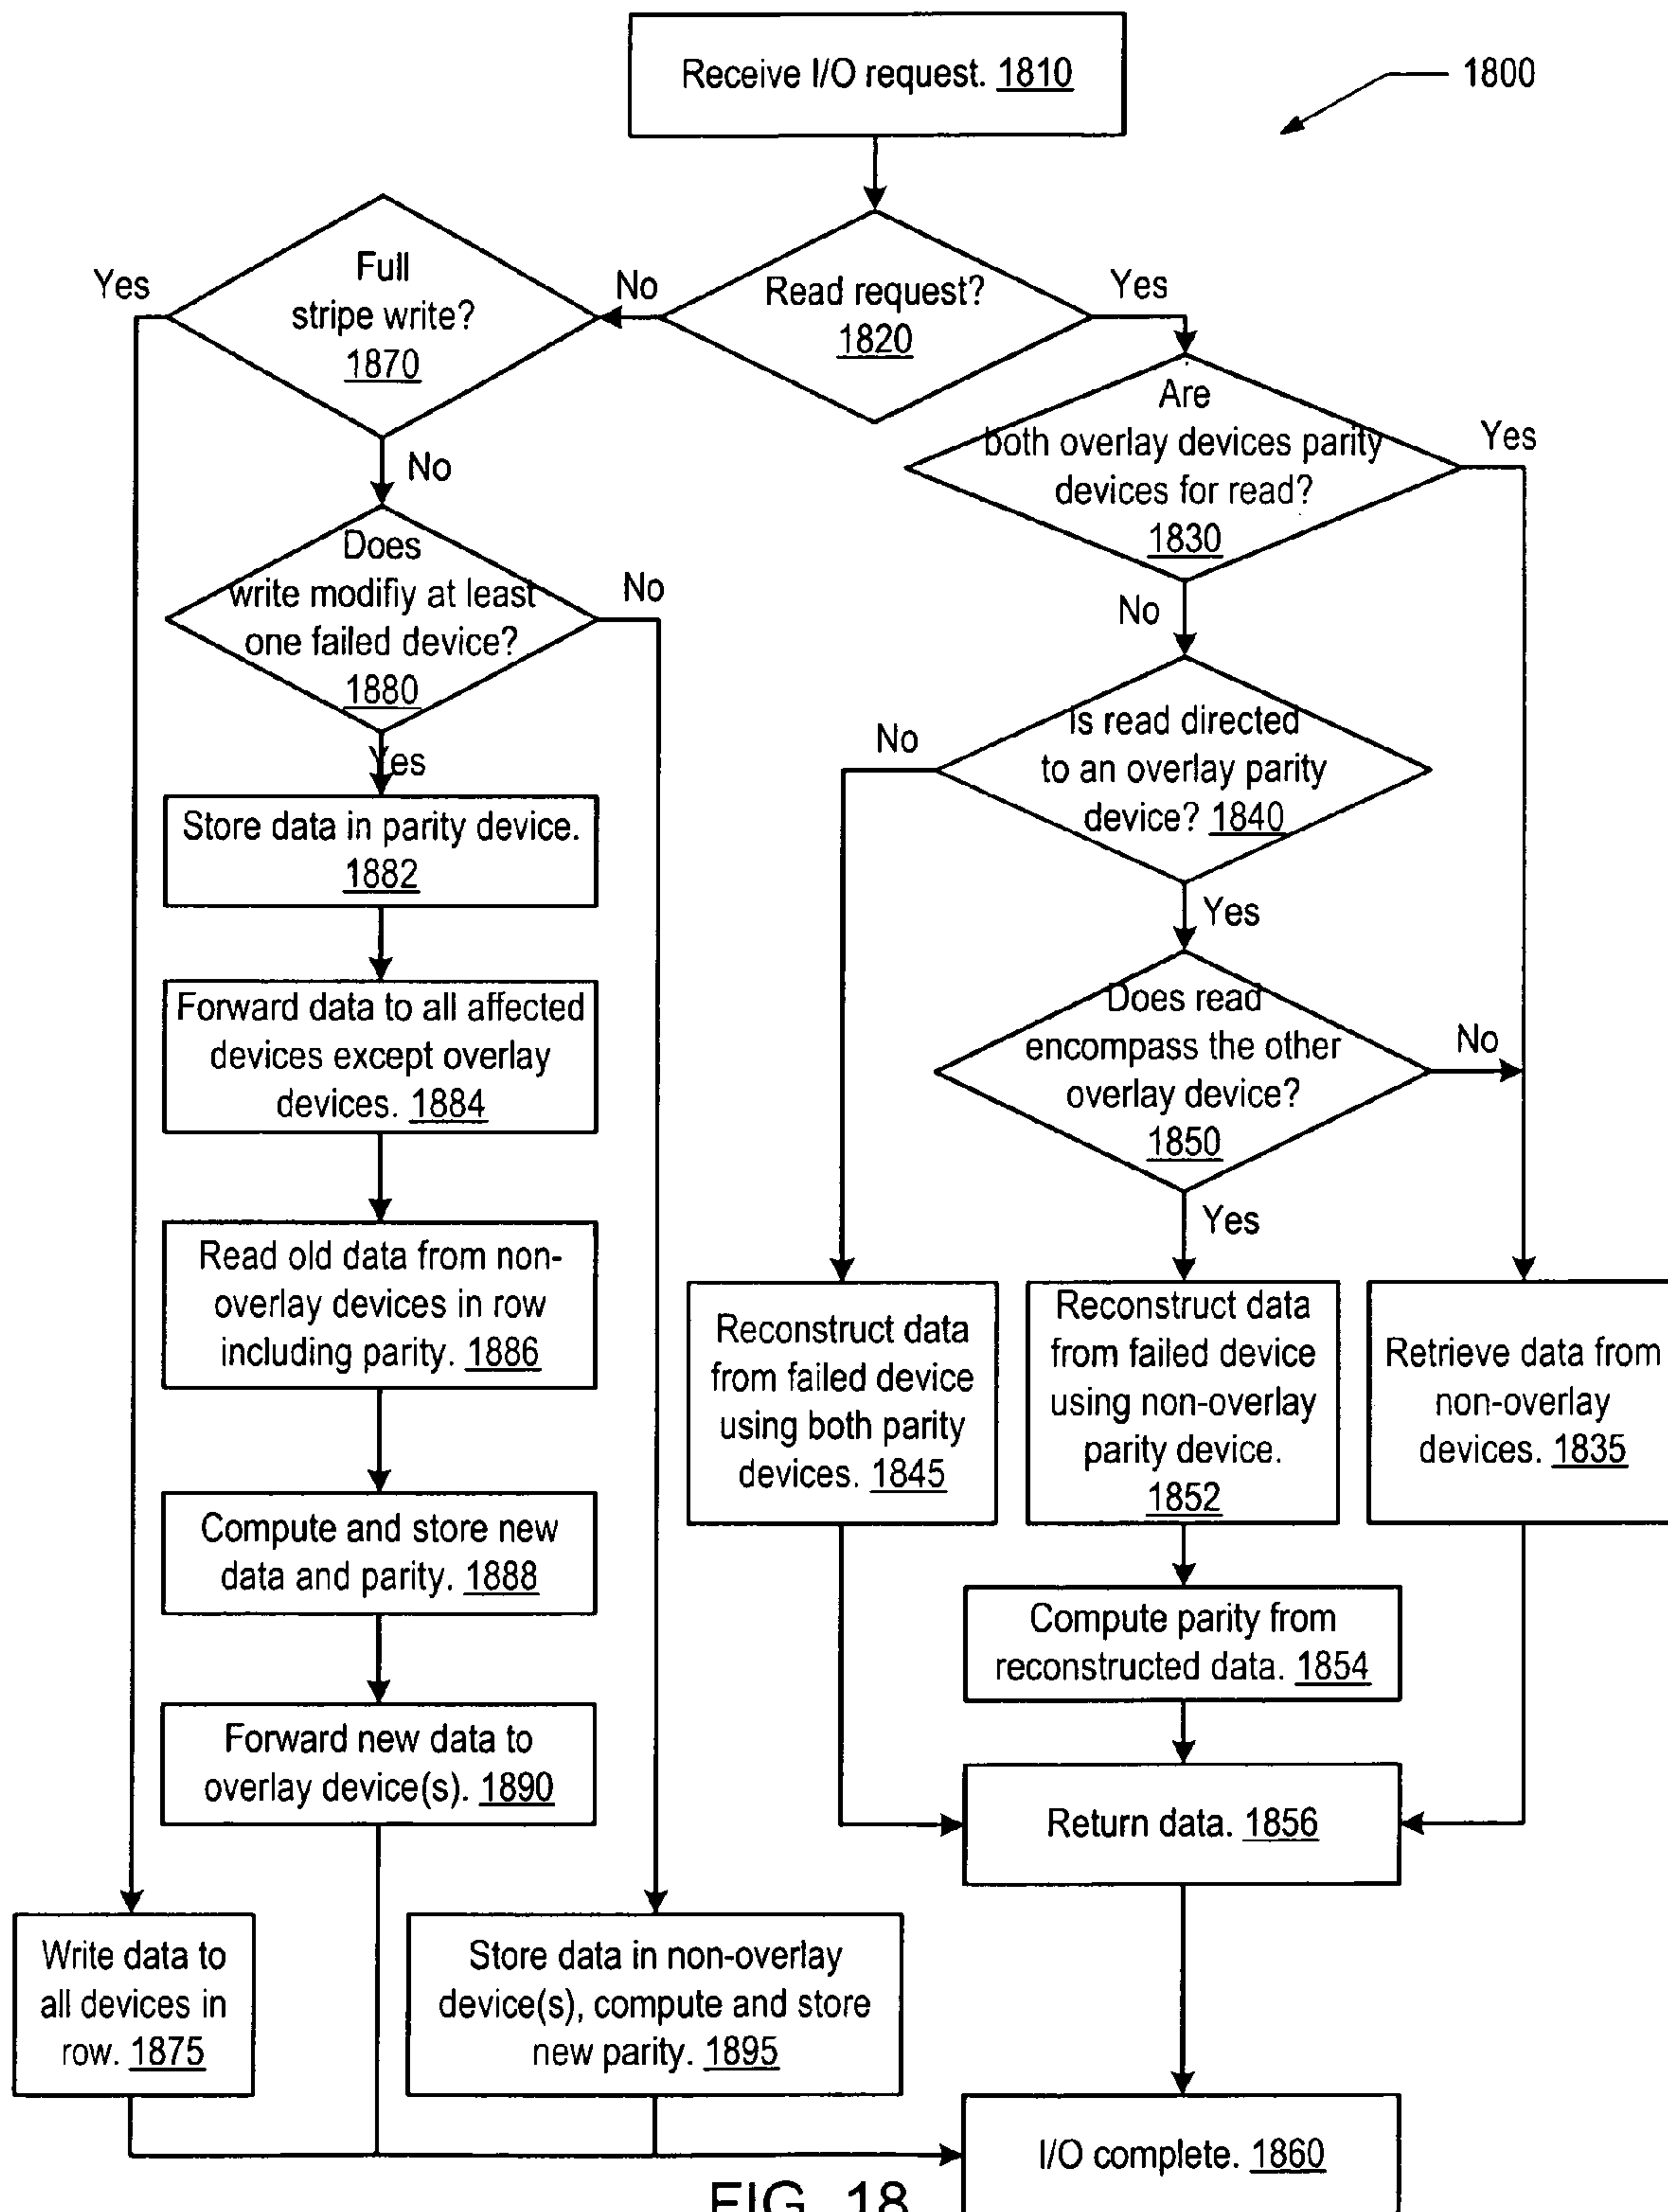 Receive I/O request. 1810
1800
Full
stripe write?
1870
Yes
No
Read request?
1820
Yes
Are
both overlay devices parity
devices for read?
1830
Yes
No
No
Does
write modifiy at least
one failed device?
1880
No
Yes
Is read directed
to an overlay parity
device? 1840
No
Yes
Store data in parity device.
1882
Forward data to all affected
devices except overlay
devices. 1884
Does read
encompass the other
overlay device?
1850
No
Yes
Read old data from non-
overlay devices in row
including parity. 1886
Reconstruct data
from failed device
using both parity
devices. 1845
Reconstruct data
from failed device
using non-overlay
parity device.
1852
Retrieve data from
non-overlay
devices. 1835
Compute and store new
data and parity. 1888
Compute parity from
reconstructed data. 1854
Forward new data to
overlay device(s). 1890
Return data. 1856
Write data to
all devices in
row. 1875
Store data in non-overlay
device(s), compute and store
new parity. 1895
I/O complete. 1860
FIG. 18